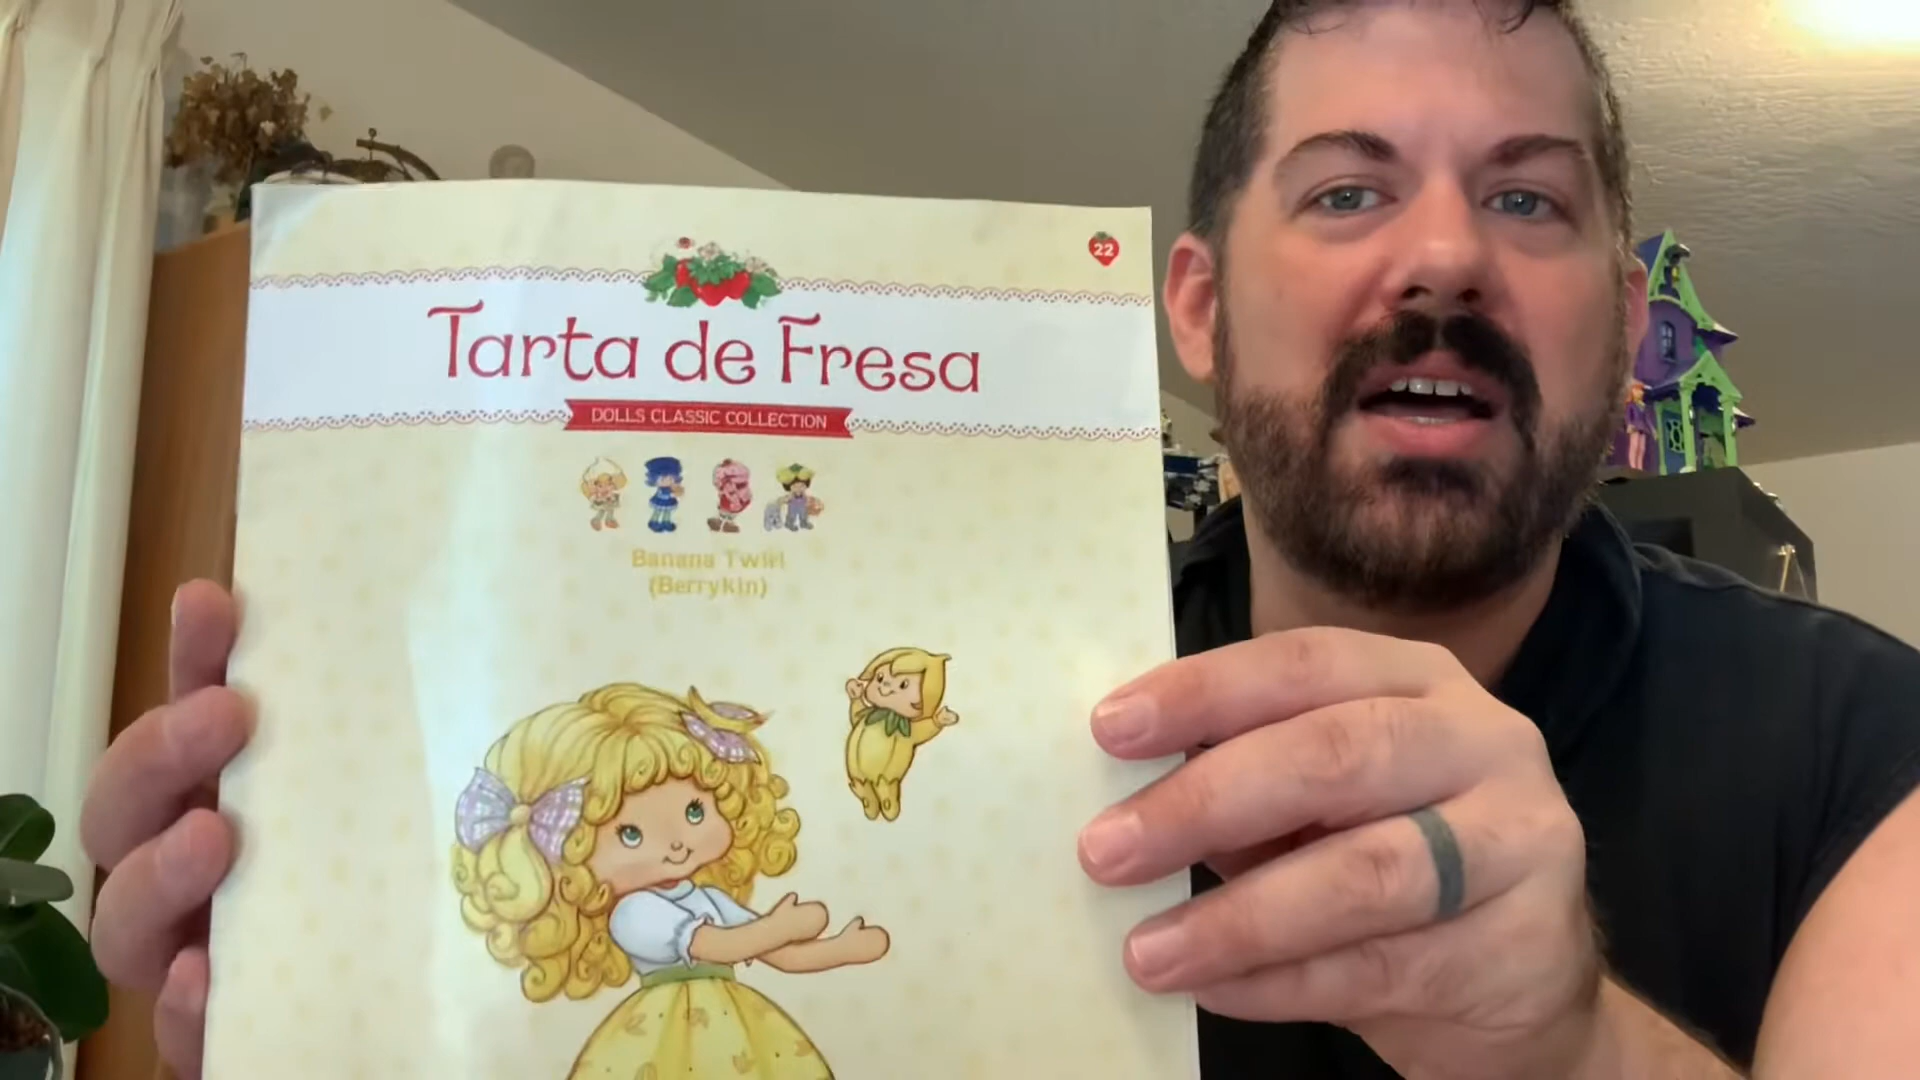 22
Tarta de Fresa
DOLLS CLASSIC COLLECTION
Banana Twirl
(Berrykin)